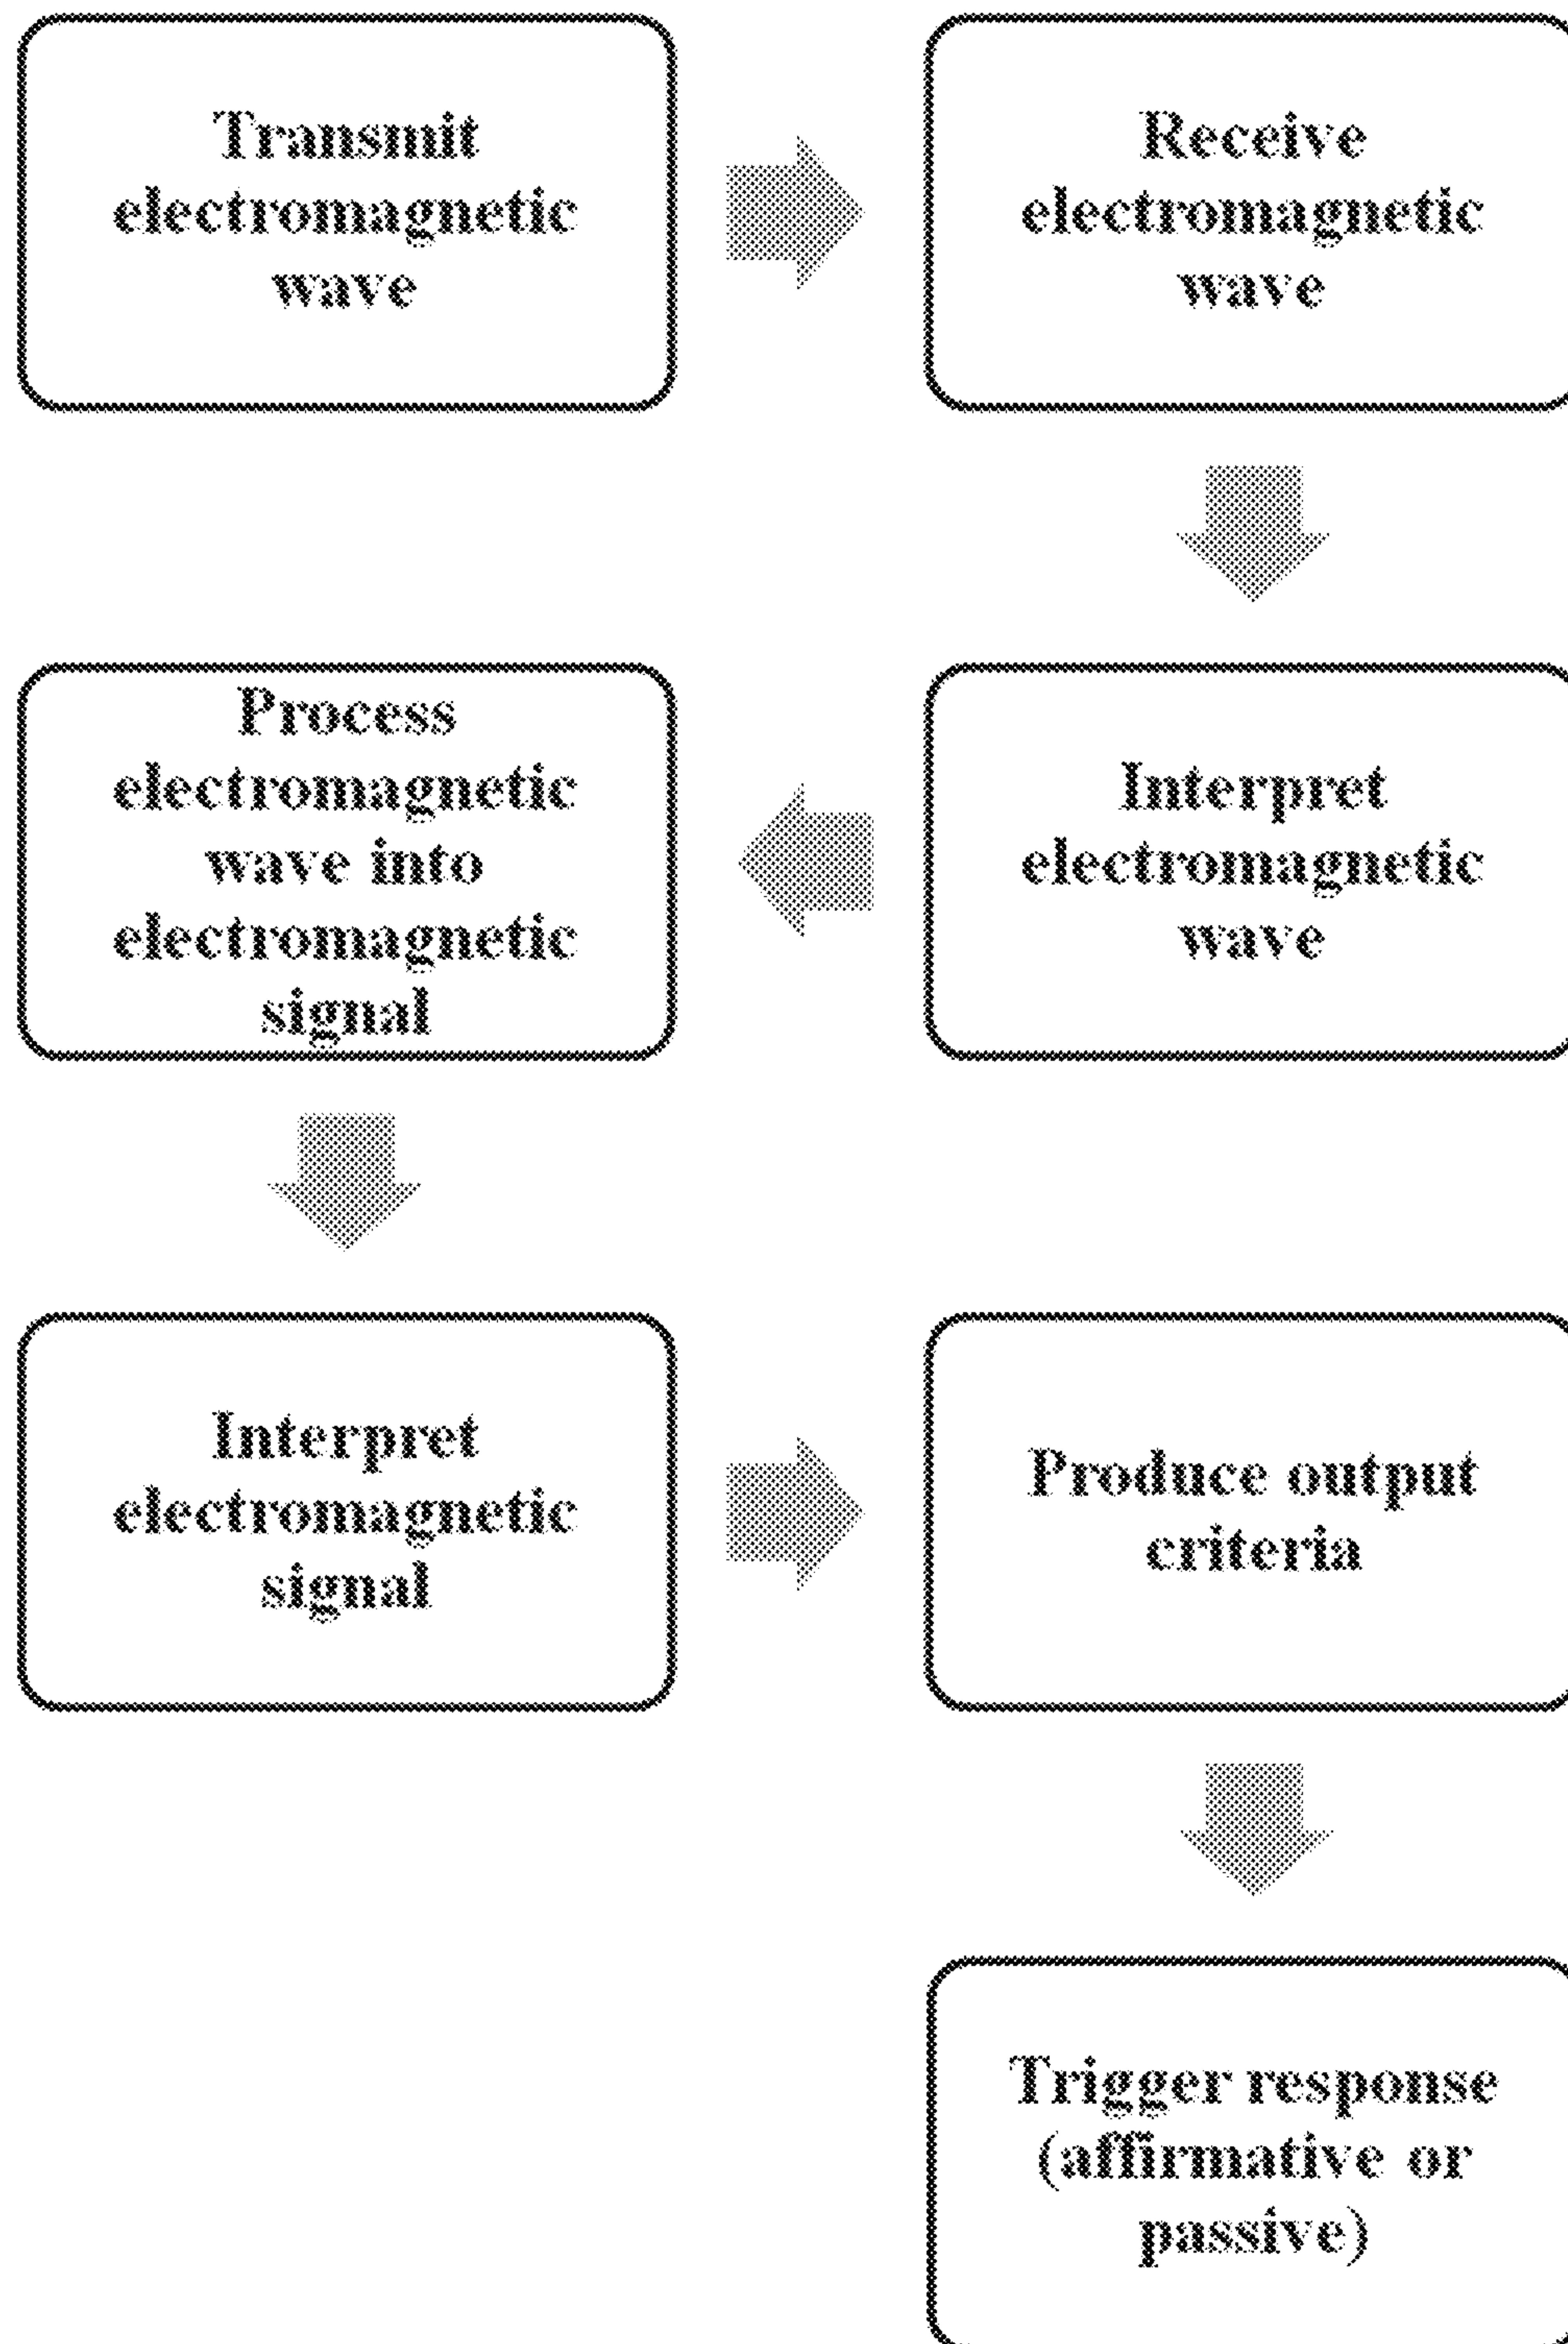 Transmit
electromagnetic
wave
Receive
electromagnetic
wave
Interpret
electromagnetic
wave
Process
electromagnetic
wave into
electromagnetic
signal
Interpret
electromagnetic
signal
Produce output
criteria
Trigger response
(affirmative or
passive)